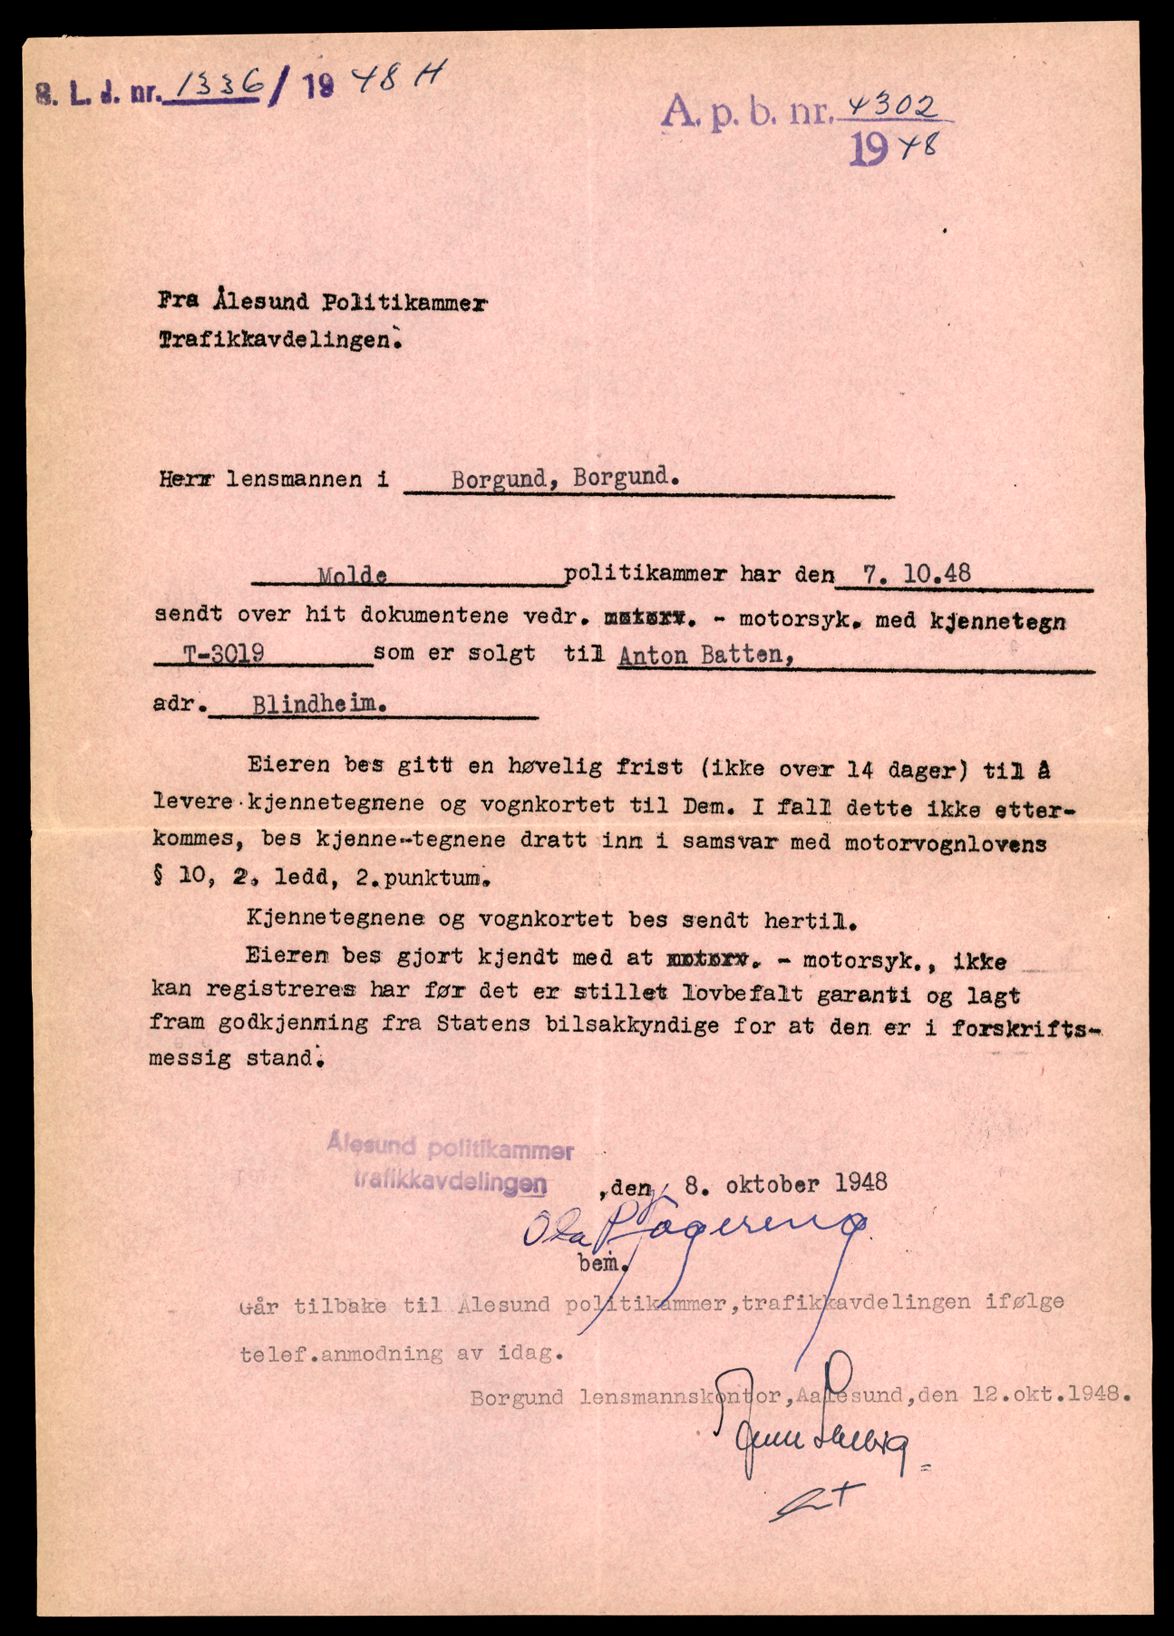 S. L. J. nr. 1336 / 1948 H
A. p. b. nr. 4302
1948
Fra Ålesund Politikammer
Trafikkavdelingen.
Herr lensmannen i Borgund, Borgund.
Molde politikammer har den 7. 10.48
sendt over hit dokumentene vedr. motorv. - motorsyk. med kjennetegn
T-3019 som er solgt til Anton Batten,
adr. Blindheim.
Eieren bes gitt en høvelig frist (ikke over 14 dager) til å
levere kjennetegnene og vognkortet til Dem. I fall dette ikke etter-
kommes, bes kjenne-tegnene dratt inn i samsvar med motorvognlovens
§ 10, 2. ledd, 2.punktum.
Kjennetegnene og vognkortet bes sendt hertil.
Eieren bes gjort kjendt med at motorv. - motorsyk., ikke
kan registreres har før det er stillet lovbefalt garanti og lagt
fram godkjenning fra Statens bilsakkyndige for at den er i forskrifts-
messig stand.
Ålesund politikammer
trafikkavdelingen ,den 8. oktober 1948
Ola
bem.
Går tilbake til Ålesund politikammer,trafikkavdelingen ifølge
telef.anmodning av idag.
Borgund lensmannskontor,Aalesund,den 12.okt.1948.